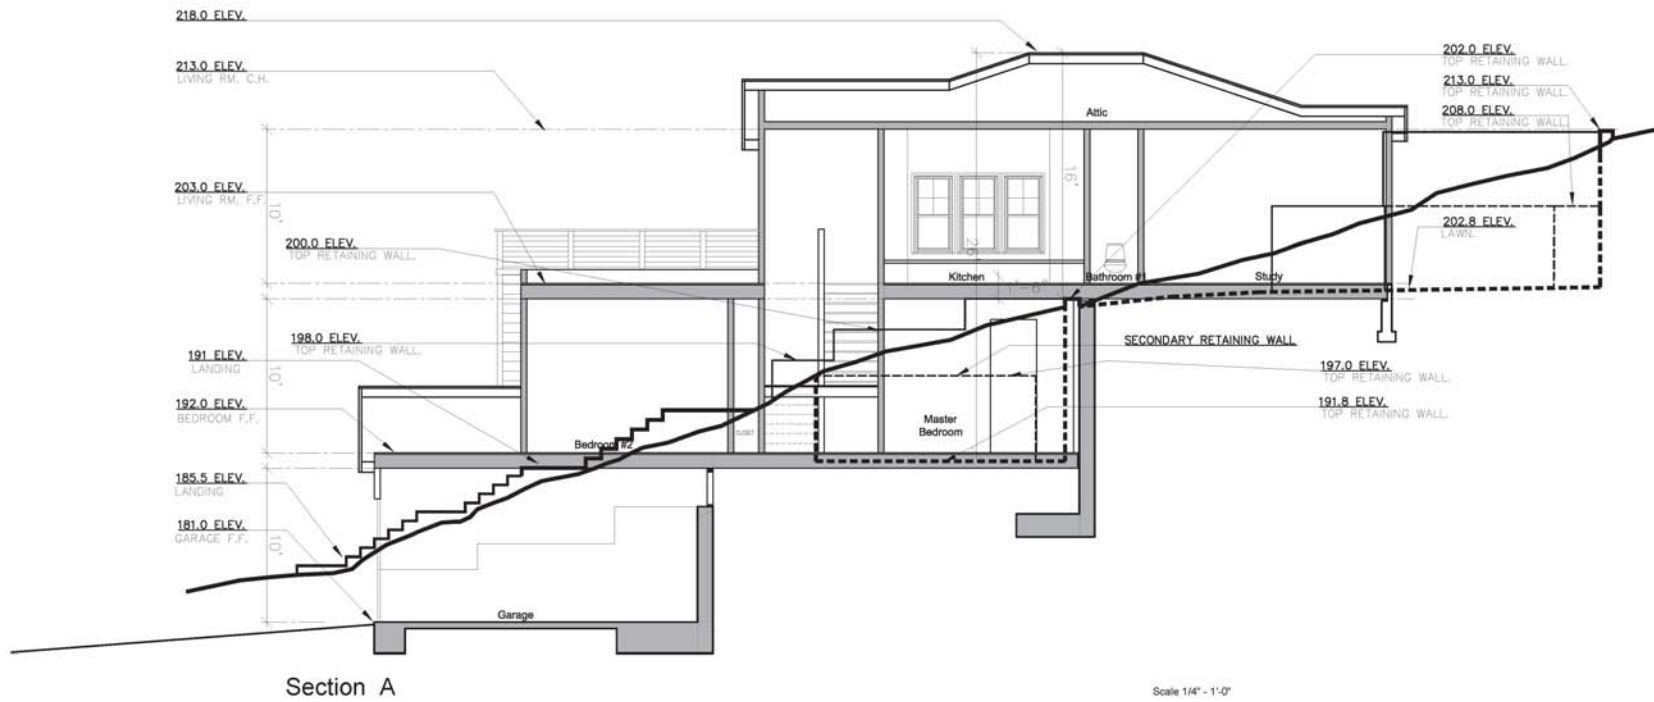 218.0 ELEV.
213.0 ELEV.
LIVING RM. C.H.
203.0 ELEV.
LIVING RM. F.F.
200.0 ELEV.
TOP RETAINING WALL.
198.0 ELEV.
TOP RETAINING WALL.
191 ELEV.
LANDING
192.0 ELEV.
BEDROOM F.F.
185.5 ELEV.
LANDING
181.0 ELEV.
GARAGE F.F.
10'
10'
10'
Attic
26'
16'
Kitchen
Bathroom #1
Study
1'-6"
Bedroom #2
CLOSET
Master
Bedroom
Garage
202.0 ELEV.
TOP RETAINING WALL.
213.0 ELEV.
TOP RETAINING WALL.
208.0 ELEV.
TOP RETAINING WALL.
202.8 ELEV.
LAWN.
SECONDARY RETAINING WALL
197.0 ELEV.
TOP RETAINING WALL.
191.8 ELEV.
TOP RETAINING WALL.
Section A
Scale 1/4" - 1'-0"